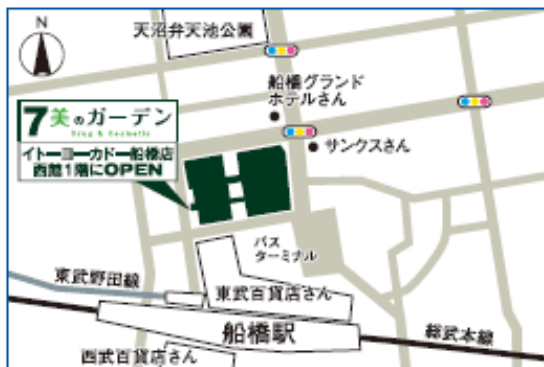 N
天沼弁天池公園
船橋グランド
ホテルさん
7美のガーデン
Drug & Cosmetic
イトーヨーカドー船橋店
西館1階にOPEN
サンクスさん
バス
ターミナル
東武野田線
東武百貨店さん
船橋駅
総武本線
西武百貨店さん